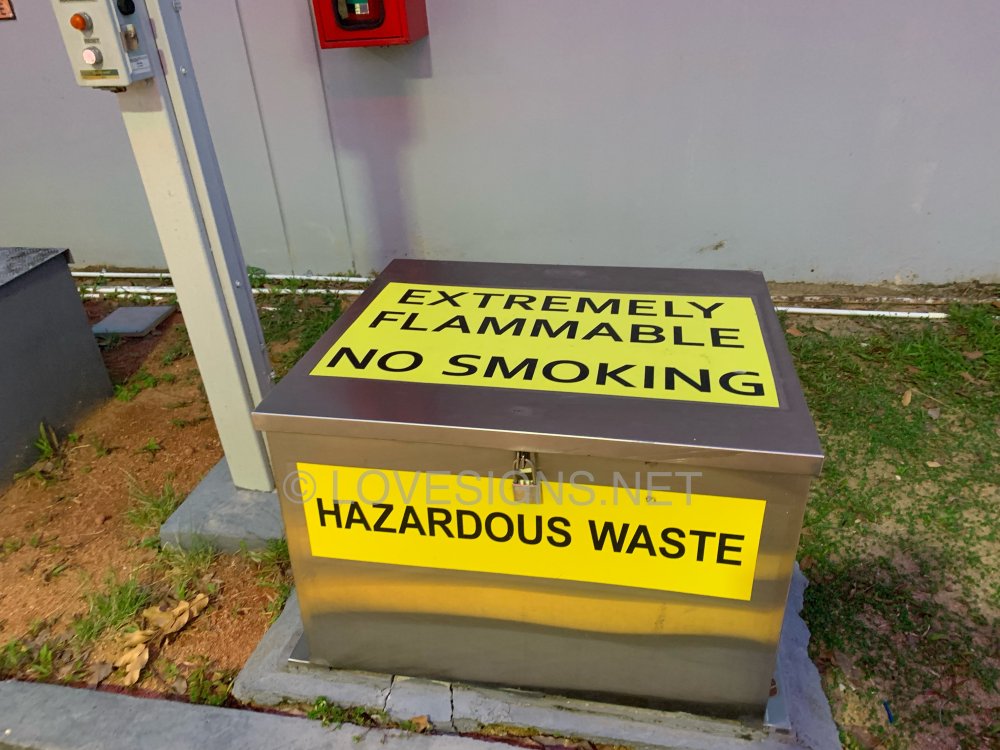 EXTREMELY
FLAMMABLE
NO SMOKING
© LOVESIGNS.NET
HAZARDOUS WASTE